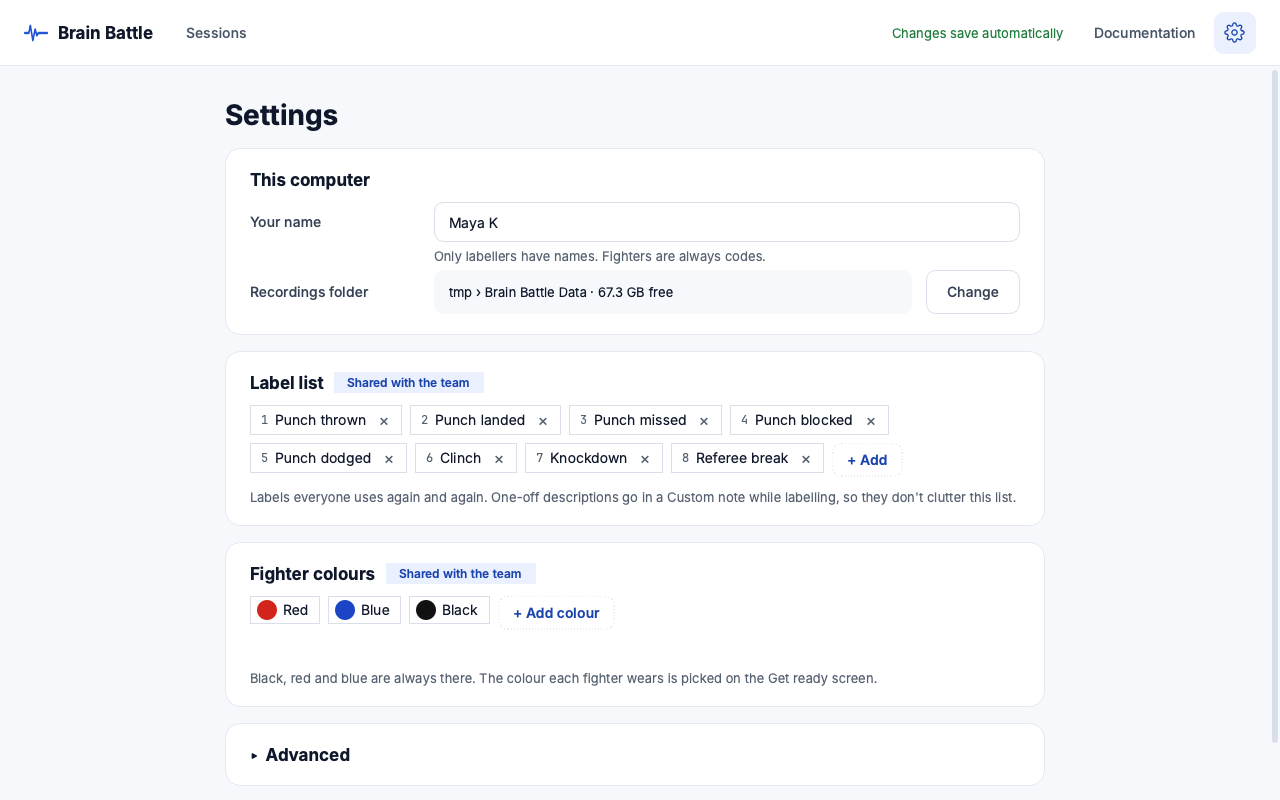 Brain Battle
Sessions
Changes save automatically
Documentation
Settings
This computer
Your name
Maya K
Only labellers have names. Fighters are always codes.
Recordings folder
tmp › Brain Battle Data · 67.3 GB free
Change
Label list
Shared with the team
1 Punch thrown ×
2 Punch landed ×
3 Punch missed ×
4 Punch blocked ×
5 Punch dodged ×
6 Clinch ×
7 Knockdown ×
8 Referee break ×
+ Add
Labels everyone uses again and again. One-off descriptions go in a Custom note while labelling, so they don't clutter this list.
Fighter colours
Shared with the team
Red
Blue
Black
+ Add colour
Black, red and blue are always there. The colour each fighter wears is picked on the Get ready screen.
▸ Advanced